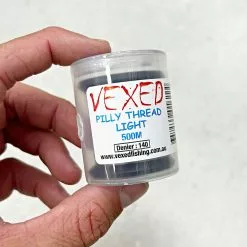 VEXED
PILLY THREAD
LIGHT
500M
Denier : 140
www.vexedfishing.com.au